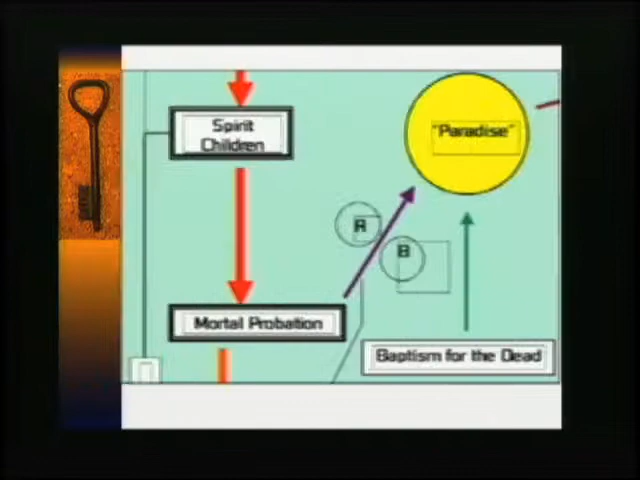 Spirit
Children
"Paradise"
A
B
Mortal Probation
Baptism for the Dead